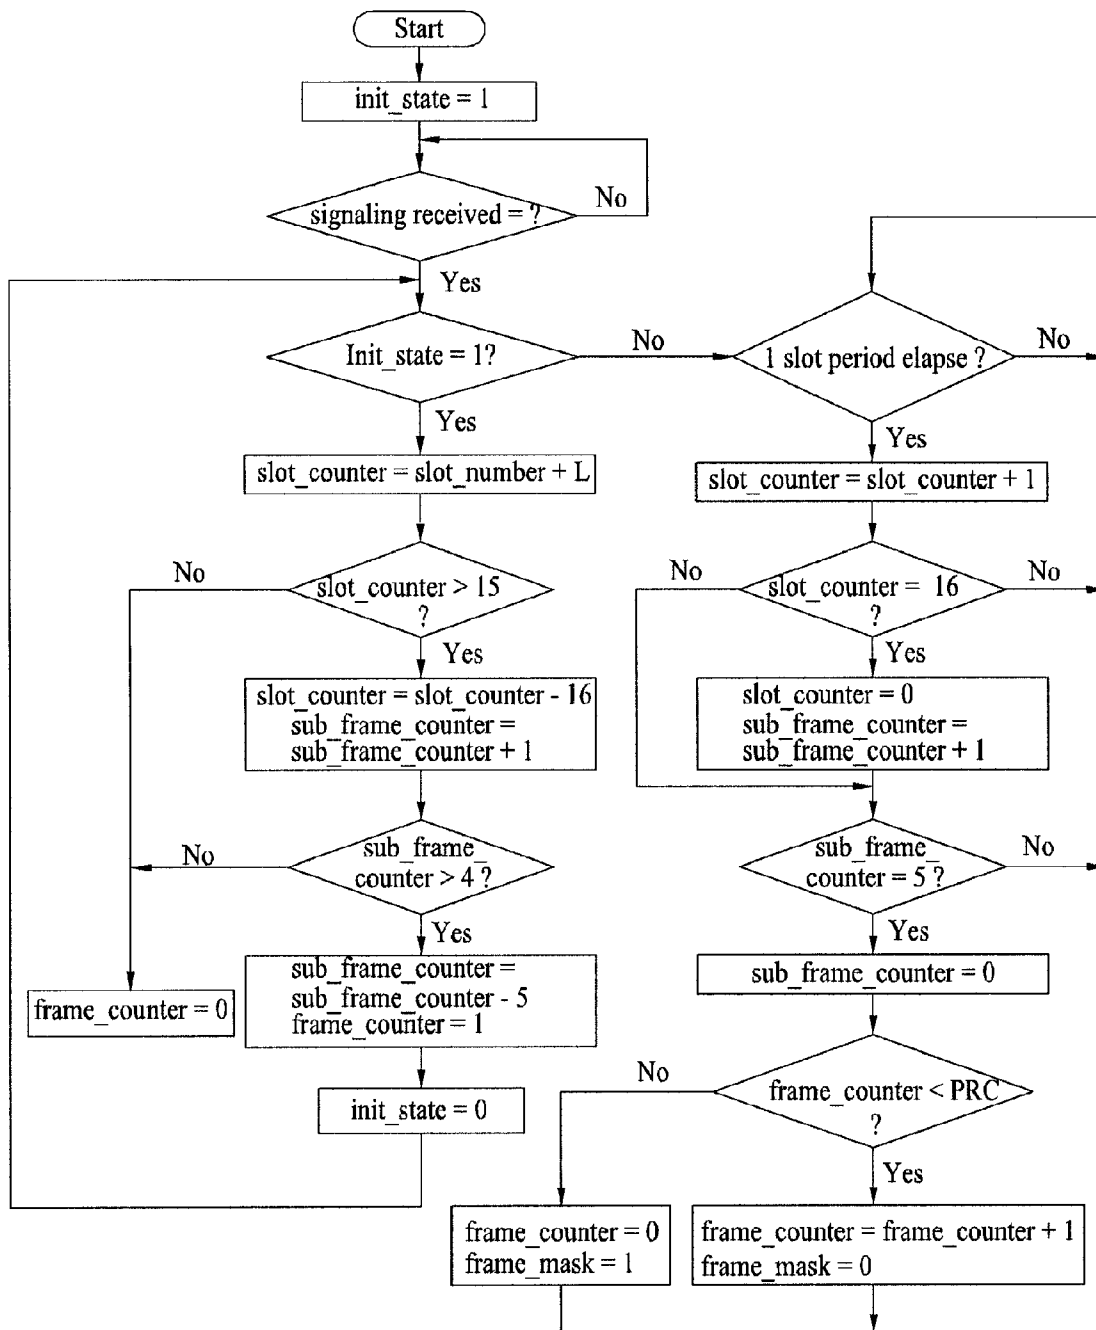 Start
init_state = 1
No
signaling received = ?
Yes
Init_state = 1?
No
1 slot period elapse ?
No
Yes
Yes
slot_counter = slot_number + L
slot_counter = slot_counter + 1
No
slot_counter > 15
?
No
slot_counter = 16
?
No
Yes
Yes
slot_counter = slot_counter - 16
sub_frame_counter =
sub_frame_counter + 1
slot_counter = 0
sub_frame_counter =
sub_frame_counter + 1
No
sub_frame_
counter > 4 ?
sub_frame_
counter = 5 ?
No
Yes
Yes
sub_frame_counter =
sub_frame_counter - 5
frame_counter = 1
sub_frame_counter = 0
frame_counter = 0
No
frame_counter < PRC
?
init_state = 0
Yes
frame_counter = 0
frame_mask = 1
frame_counter = frame_counter + 1
frame_mask = 0